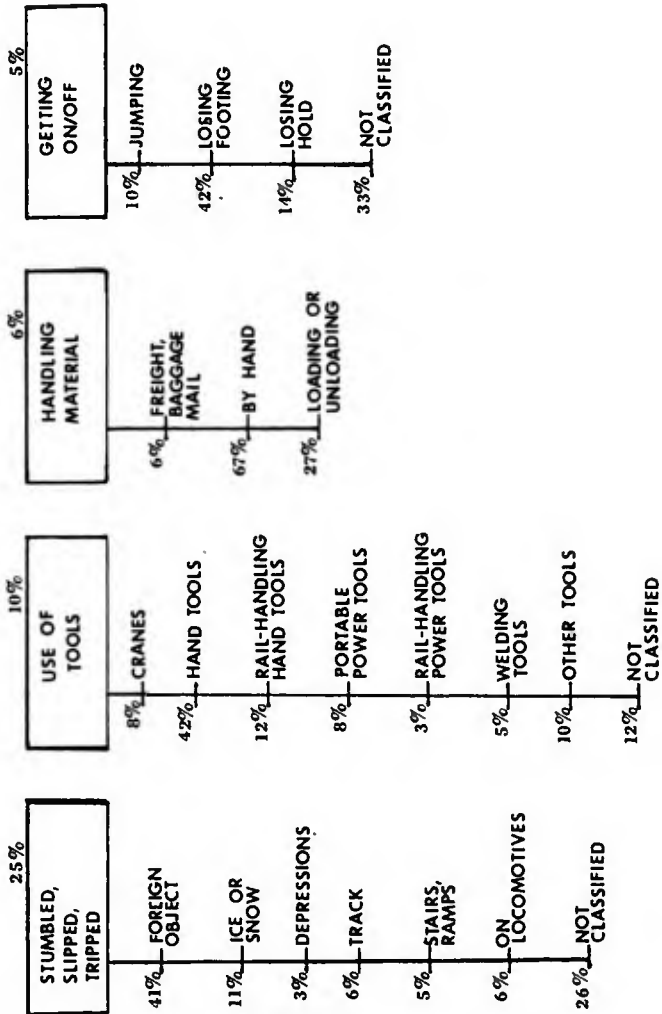 25%
STUMBLED,
SLIPPED,
TRIPPED
41%
FOREIGN
OBJECT
11%
ICE OR
SNOW
3%
DEPRESSIONS
6%
TRACK
5%
STAIRS,
RAMPS
6%
ON
LOCOMOTIVES
26%
NOT
CLASSIFIED
10%
USE OF
TOOLS
8%
CRANES
42%
HAND TOOLS
12%
RAIL-HANDLING
HAND TOOLS
8%
PORTABLE
POWER TOOLS
3%
RAIL-HANDLING
POWER TOOLS
5%
WELDING
TOOLS
10%
OTHER TOOLS
12%
NOT
CLASSIFIED
6%
HANDLING
MATERIAL
6%
FREIGHT,
BAGGAGE
MAIL
67%
BY HAND
27%
LOADING OR
UNLOADING
5%
GETTING
ON/OFF
10%
JUMPING
42%
LOSING
FOOTING
14%
LOSING
HOLD
33%
NOT
CLASSIFIED